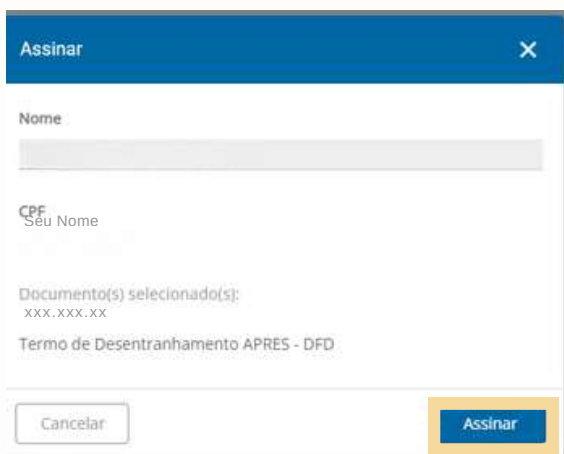 Assinar
Nome
CPF
Seu Nome
Documento(s) selecionado(s):
xxx.xxx.xx
Termo de Desentranhamento APRES - DFD
Cancelar
Assinar